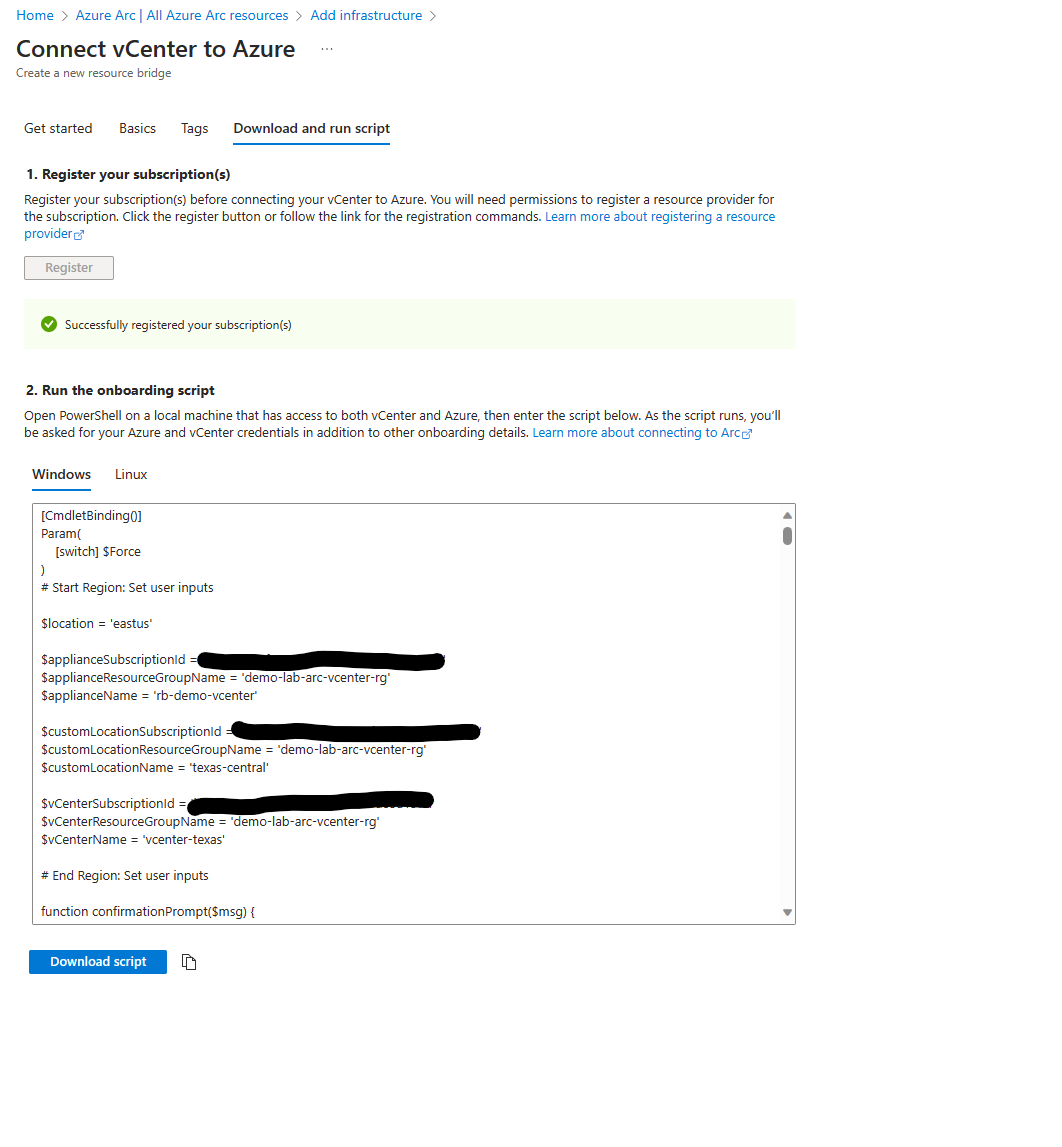 Home > Azure Arc | All Azure Arc resources > Add infrastructure >
Connect vCenter to Azure ...
Create a new resource bridge
Get started Basics Tags Download and run script
1. Register your subscription(s)
Register your subscription(s) before connecting your vCenter to Azure. You will need permissions to register a resource provider for
the subscription. Click the register button or follow the link for the registration commands. Learn more about registering a resource
provider
Register
Successfully registered your subscription(s)
2. Run the onboarding script
Open PowerShell on a local machine that has access to both vCenter and Azure, then enter the script below. As the script runs, you'll
be asked for your Azure and vCenter credentials in addition to other onboarding details. Learn more about connecting to Arc
Windows Linux
[CmdletBinding()]
Param(
[switch] $Force
)
# Start Region: Set user inputs
$location = 'eastus'
$applianceSubscriptionId =
$applianceResourceGroupName = 'demo-lab-arc-vcenter-rg'
$applianceName = 'rb-demo-vcenter'
$customLocationSubscriptionId =
$customLocationResourceGroupName = 'demo-lab-arc-vcenter-rg'
$customLocationName = 'texas-central'
$vCenterSubscriptionId =
$vCenterResourceGroupName = 'demo-lab-arc-vcenter-rg'
$vCenterName = 'vcenter-texas'
# End Region: Set user inputs
function confirmationPrompt($msg) {
Download script